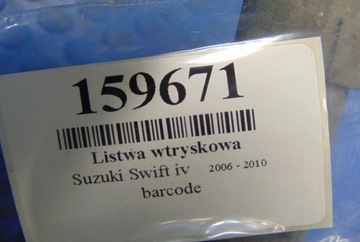 159671
Listwa wtryskowa
Suzuki Swift iv 2006 - 2010
barcode